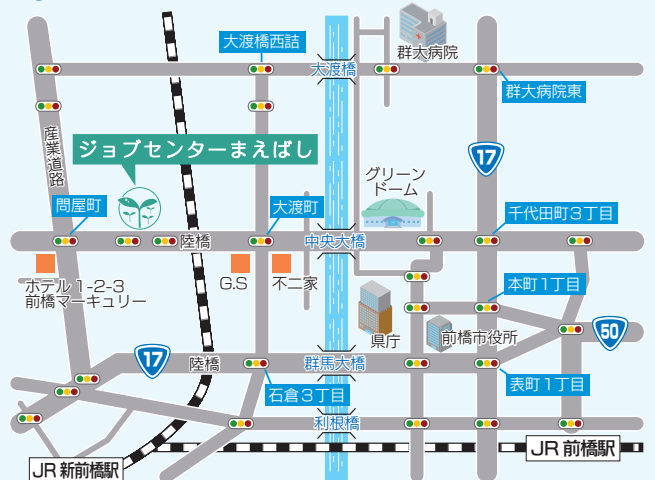 大渡橋西詰
大渡橋
群太病院
群太病院東
産業道路
ジョブセンターまえばし
17
グリーン
ドーム
問屋町
大渡町
千代田町3丁目
陸橋
中央大橋
ホテル1-2-3
前橋マーキュリー
G.S
不二家
本町1丁目
県庁
前橋市役所
50
17
陸橋
群馬大橋
表町1丁目
石倉3丁目
利根橋
JR 前橋駅
JR 新前橋駅